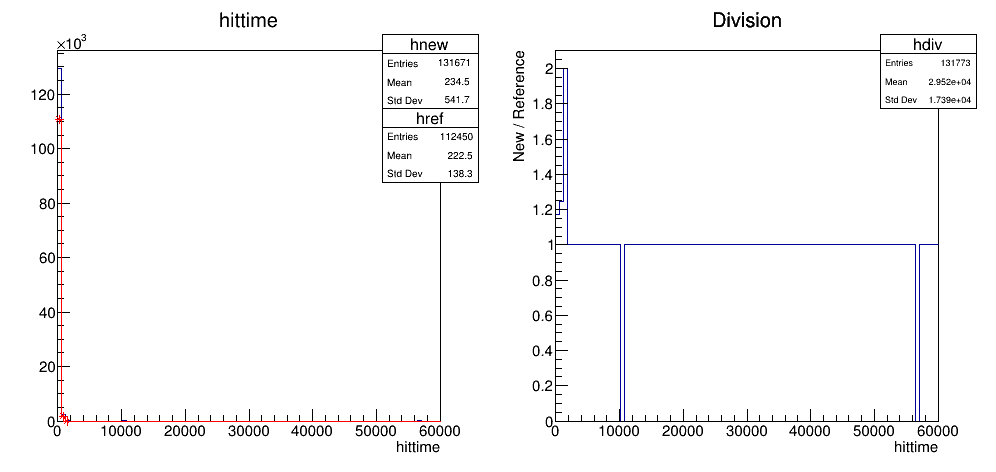 hittime
×10³
hnew
Entries 131671
Mean 234.5
Std Dev 541.7
href
Entries 112450
Mean 222.5
Std Dev 138.3
120
100
80
60
40
20
0
0 10000 20000 30000 40000 50000 60000
hittime
Division
hdiv
Entries 131773
Mean 2.952e+04
Std Dev 1.739e+04
New / Reference
2
1.8
1.6
1.4
1.2
1
0.8
0.6
0.4
0.2
0
0 10000 20000 30000 40000 50000 60000
hittime